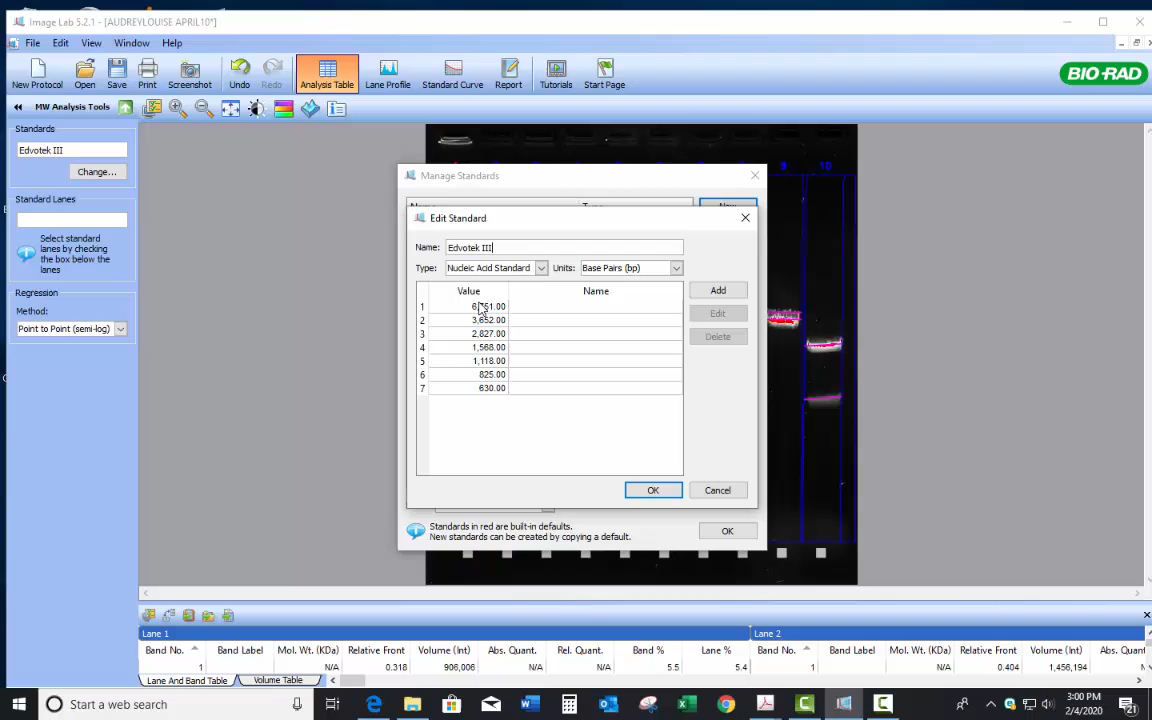 Image Lab 5.2.1 - [AUDREYLOUISE APRIL10*]
File Edit View Window Help
New Protocol Open Save Print Screenshot Undo Redo Analysis Table Lane Profile Standard Curve Report Tutorials Start Page
BIO-RAD
MW Analysis Tools
Standards
Edvotek III
Change...
Standard Lanes
Select standard
lanes by checking
the box below the
lanes
Regression
Method:
Point to Point (semi-log)
9 10
Manage Standards
Edit Standard
Name: Edvotek III
Type: Nucleic Acid Standard Units: Base Pairs (bp)
Value Name
1
2 3,652.00
3 2,827.00
4 1,568.00
5 1,118.00
6 825.00
7 630.00
Add
Edit
Delete
OK Cancel
Standards in red are built-in defaults.
New standards can be created by copying a default.
OK
Lane 1 Lane 2
Band No. Band Label Mol. Wt. (KDa) Relative Front Volume (Int) Abs. Quant. Rel. Quant. Band % Lane % Band No. Band Label Mol. Wt. (KDa) Relative Front Volume (Int) Abs. Quant
1 N/A 0.318 906,006 N/A N/A 5.5 5.4 1 N/A 0.404 1,456,194
Lane And Band Table Volume Table
Start a web search
3:00 PM
2/4/2020
21